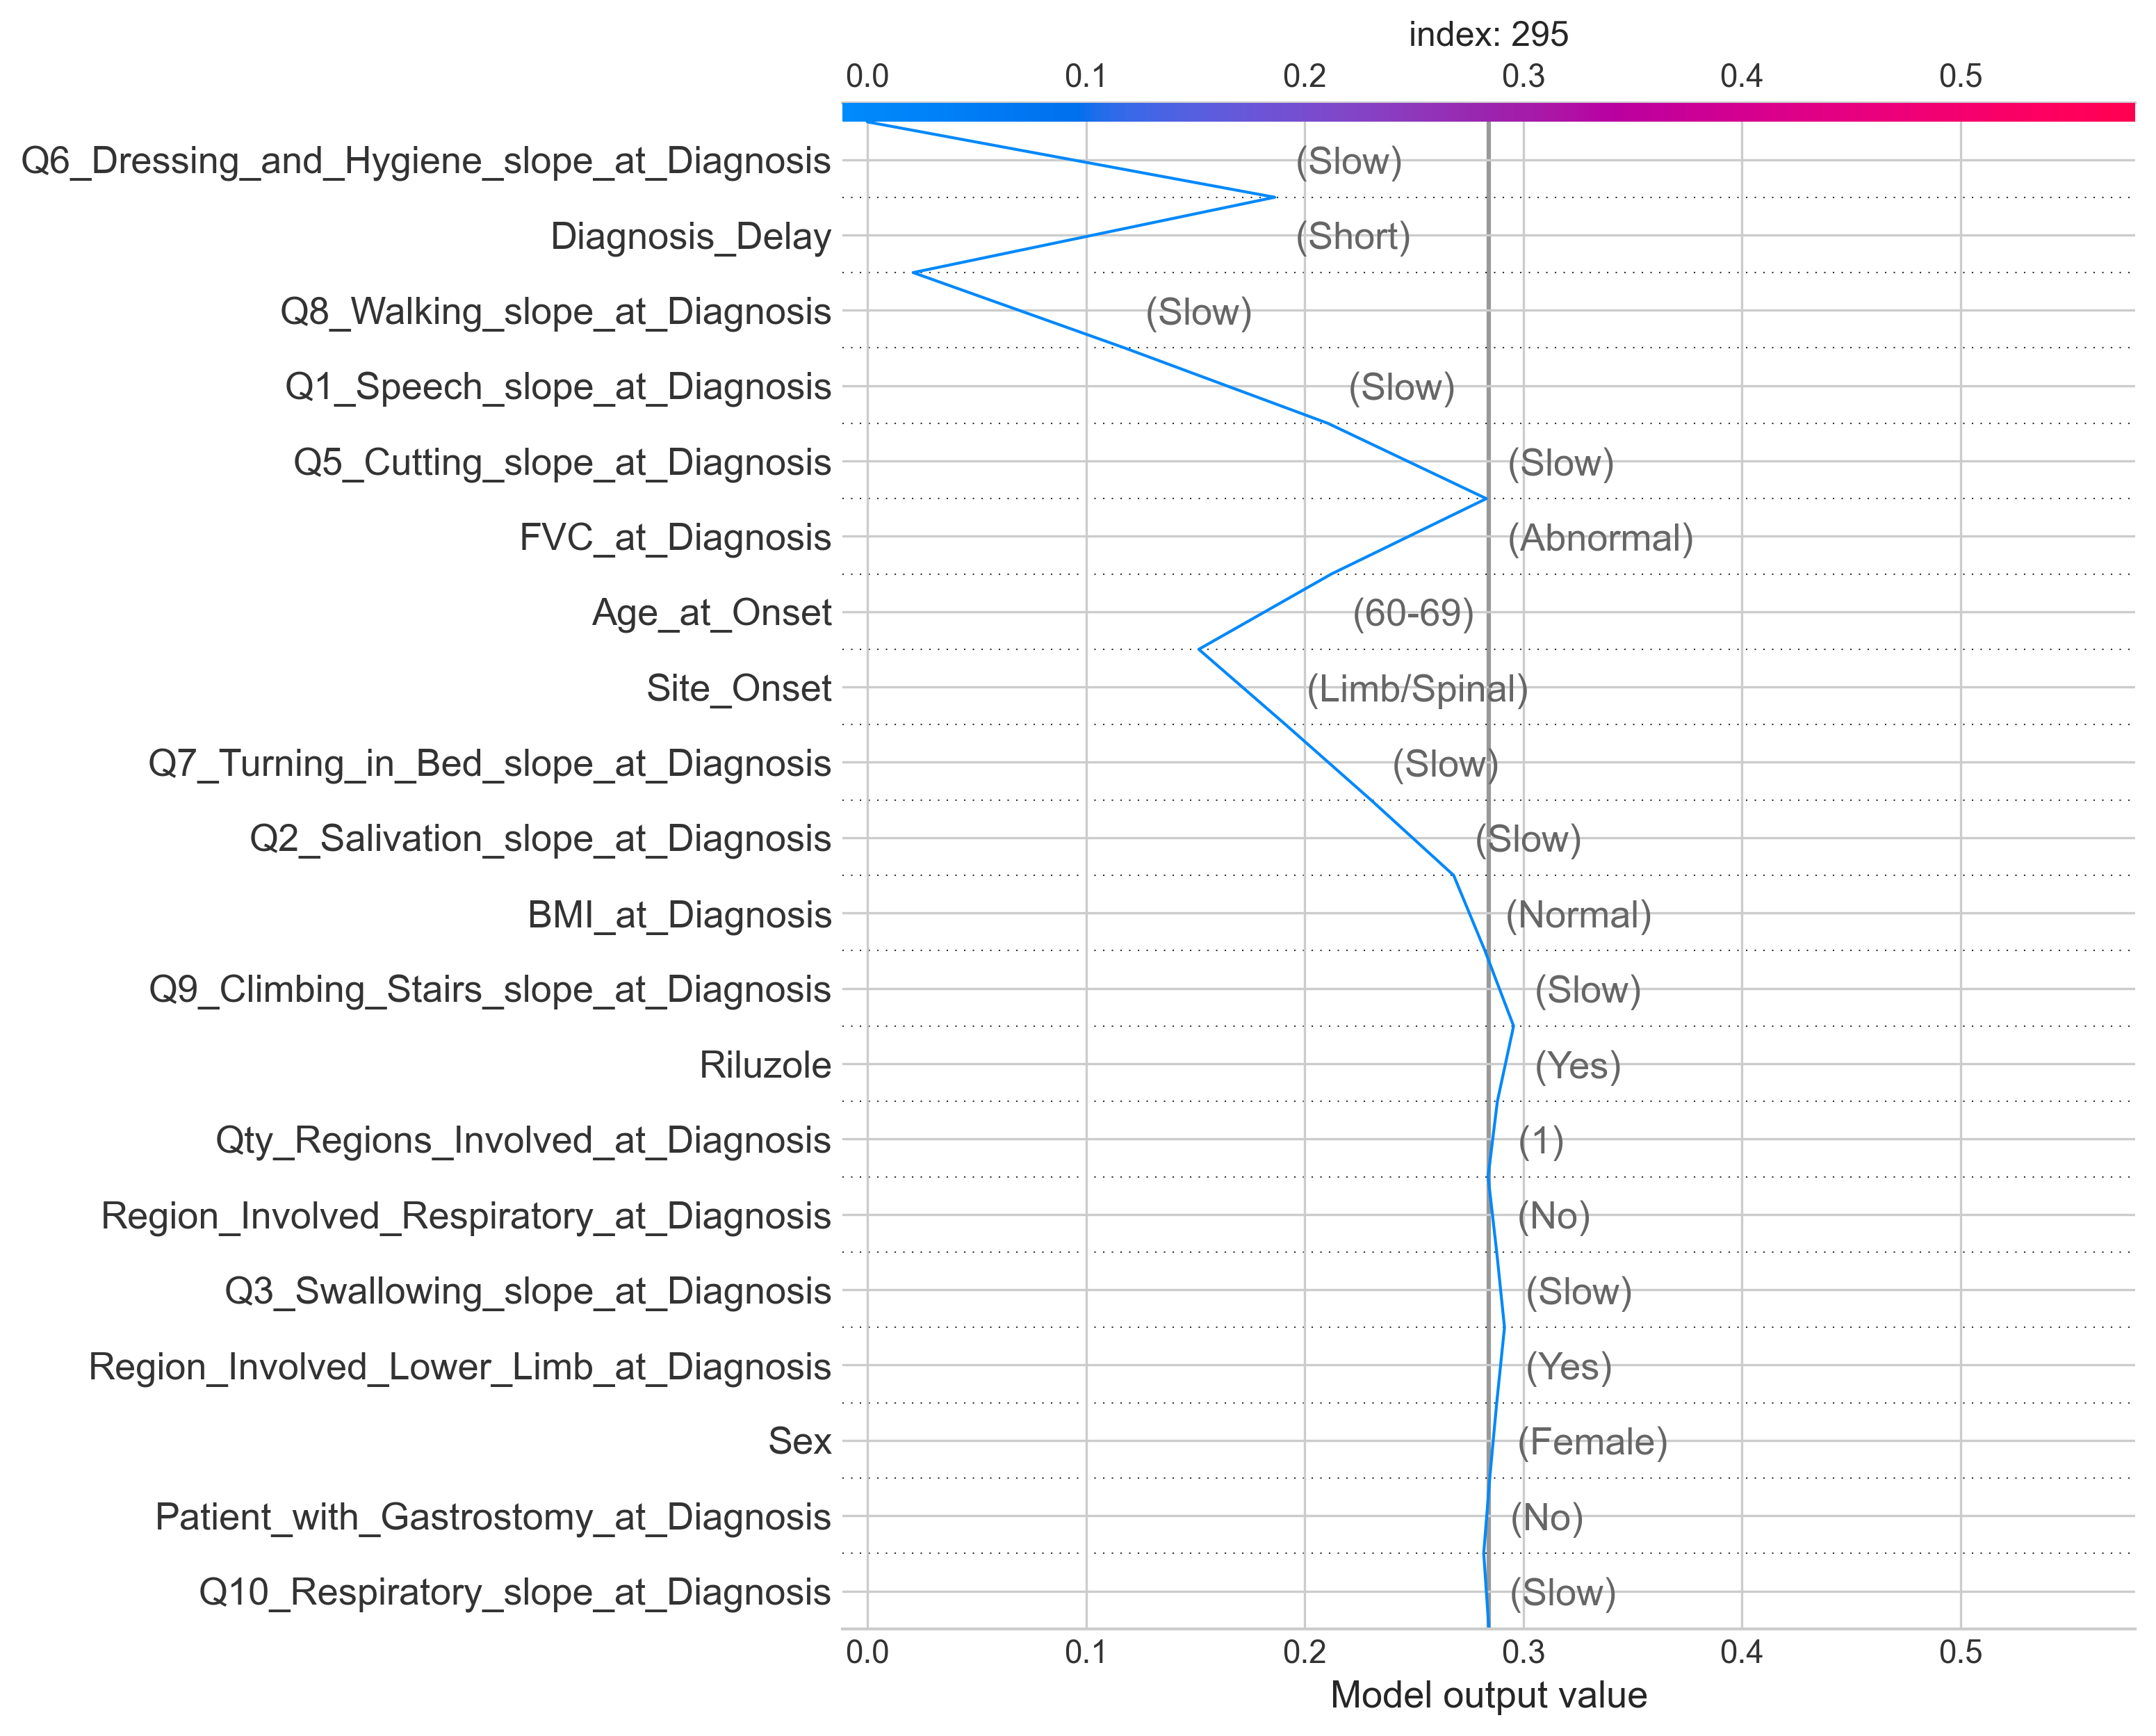 index: 295
0.0 0.1 0.2 0.3 0.4 0.5
Q6_Dressing_and_Hygiene_slope_at_Diagnosis (Slow)
Diagnosis_Delay (Short)
Q8_Walking_slope_at_Diagnosis (Slow)
Q1_Speech_slope_at_Diagnosis (Slow)
Q5_Cutting_slope_at_Diagnosis (Slow)
FVC_at_Diagnosis (Abnormal)
Age_at_Onset (60-69)
Site_Onset (Limb/Spinal)
Q7_Turning_in_Bed_slope_at_Diagnosis (Slow)
Q2_Salivation_slope_at_Diagnosis (Slow)
BMI_at_Diagnosis (Normal)
Q9_Climbing_Stairs_slope_at_Diagnosis (Slow)
Riluzole (Yes)
Qty_Regions_Involved_at_Diagnosis (1)
Region_Involved_Respiratory_at_Diagnosis (No)
Q3_Swallowing_slope_at_Diagnosis (Slow)
Region_Involved_Lower_Limb_at_Diagnosis (Yes)
Sex (Female)
Patient_with_Gastrostomy_at_Diagnosis (No)
Q10_Respiratory_slope_at_Diagnosis (Slow)
0.0 0.1 0.2 0.3 0.4 0.5
Model output value